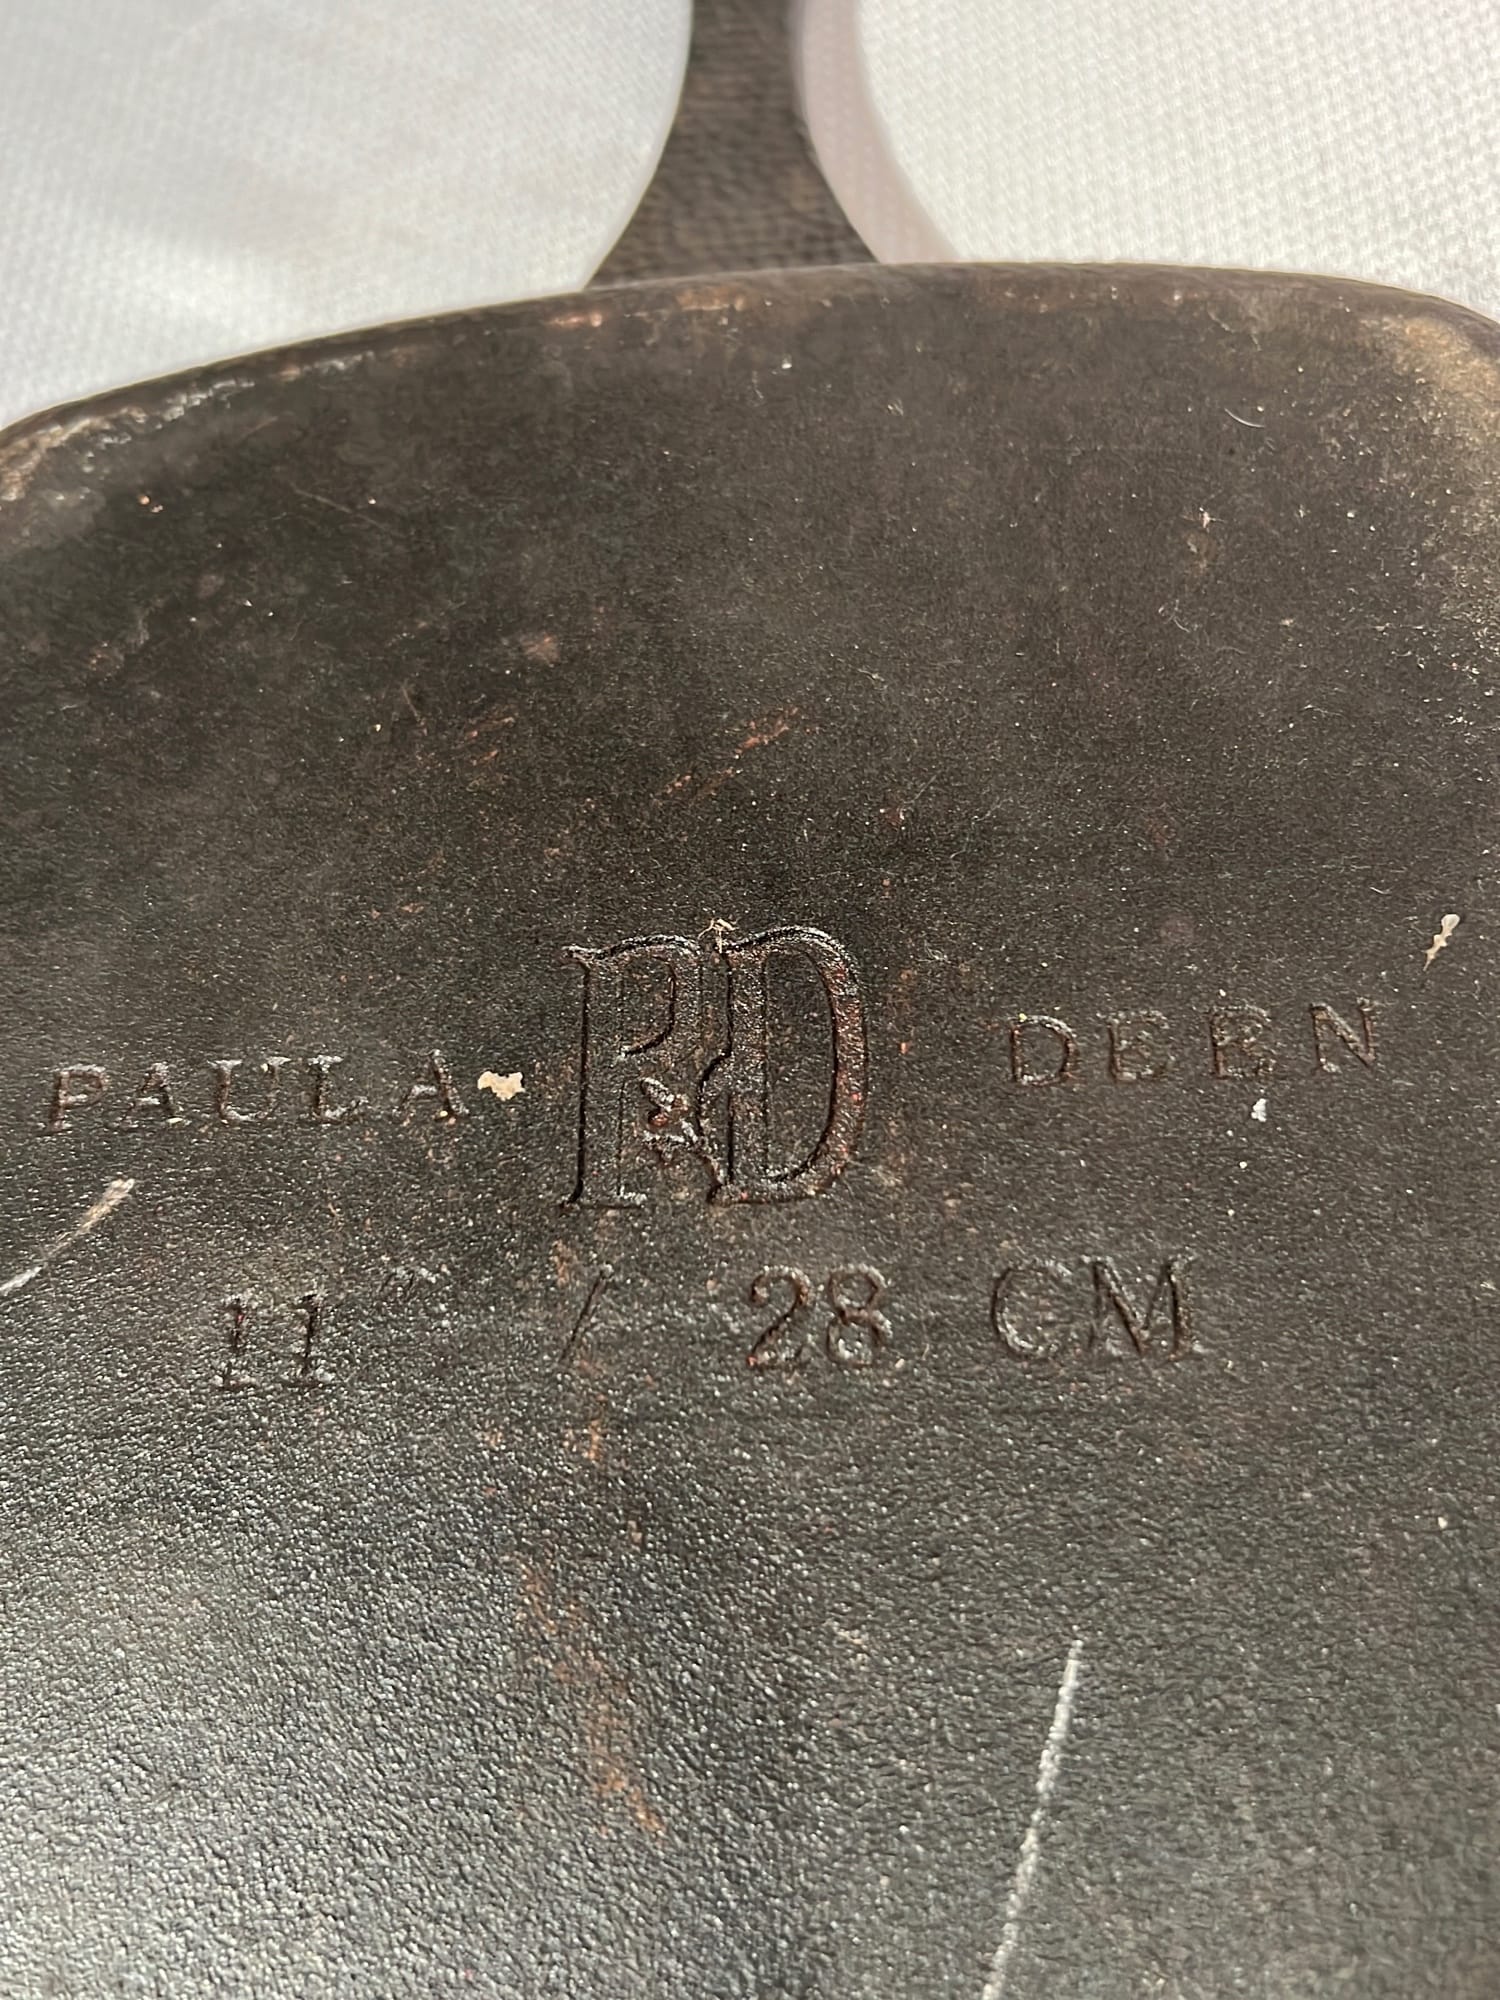 PAULA PD DEEN
11" / 28 CM